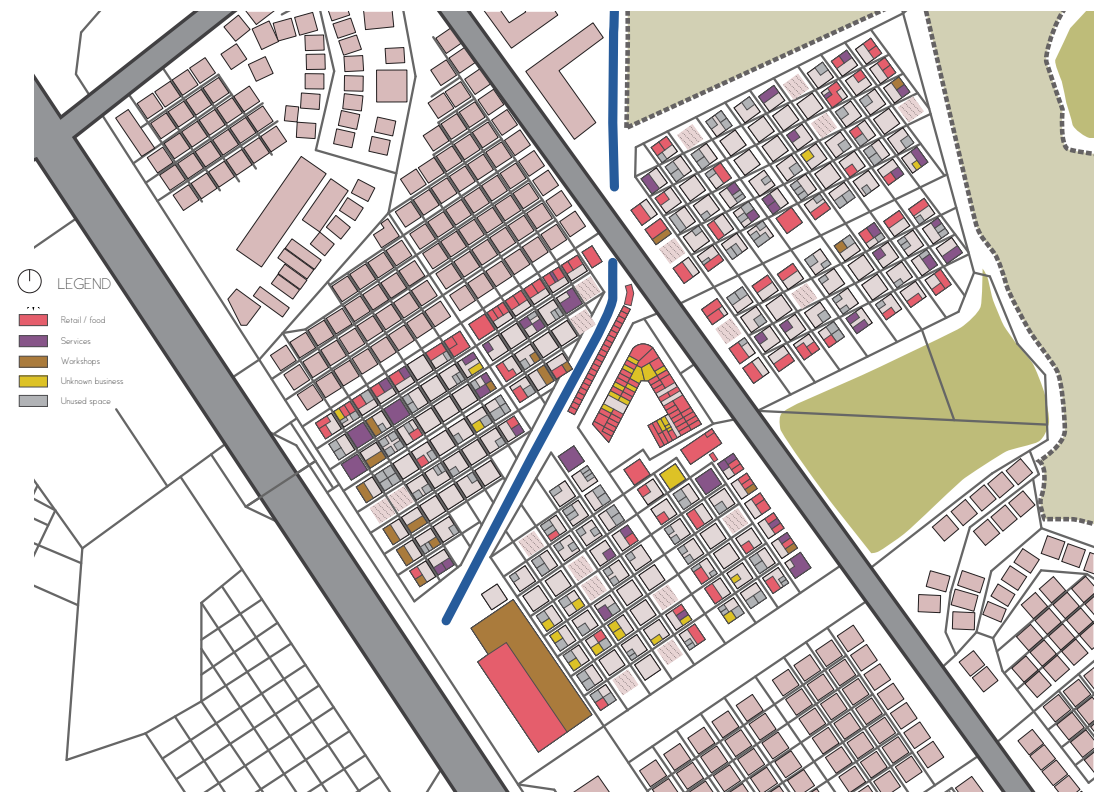 LEGEND
Retail / food
Services
Workshops
Unknown business
Unused space